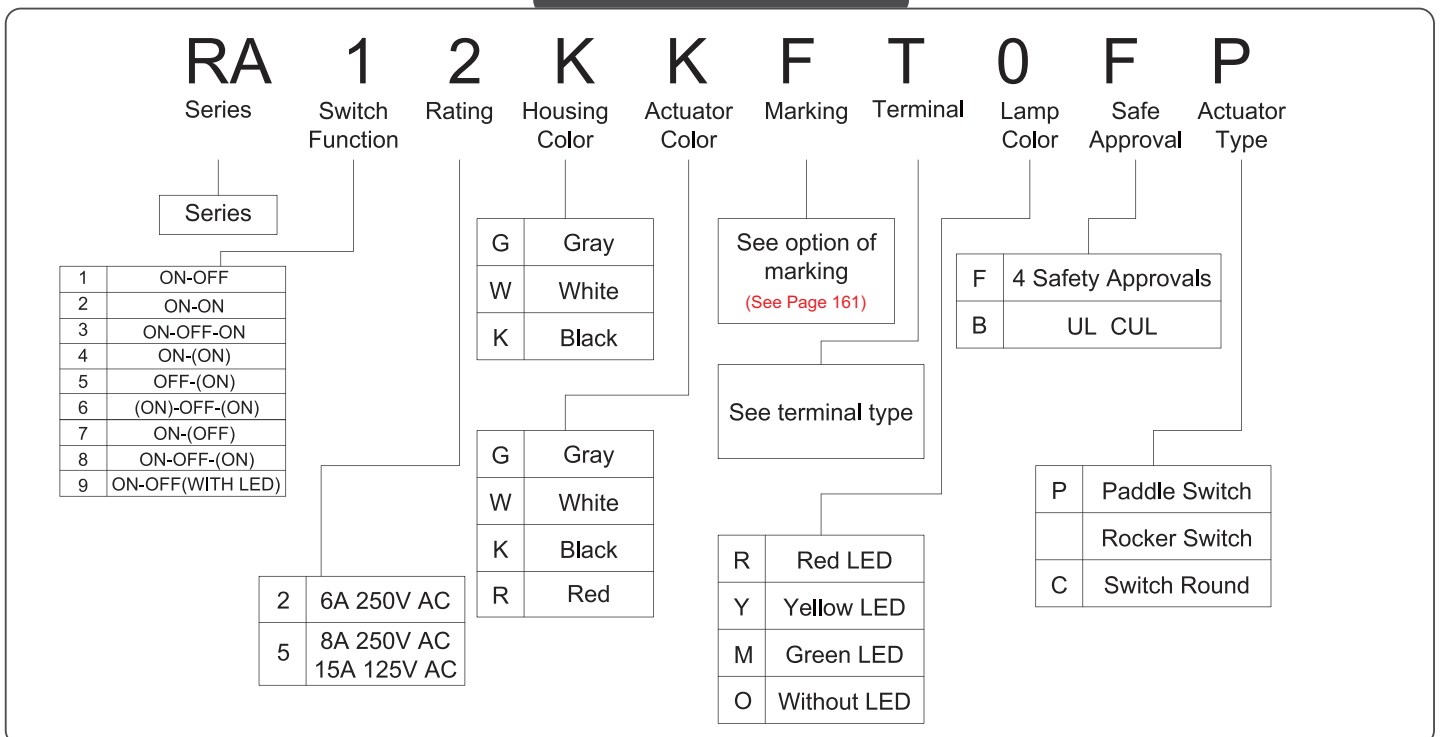 RA 1 2 K K F T 0 F P
Series
Switch
Function
Rating
Housing
Color
Actuator
Color
Marking
Terminal
Lamp
Color
Safe
Approval
Actuator
Type
Series
1 ON-OFF
2 ON-ON
3 ON-OFF-ON
4 ON-(ON)
5 OFF-(ON)
6 (ON)-OFF-(ON)
7 ON-(OFF)
8 ON-OFF-(ON)
9 ON-OFF(WITH LED)
2 6A 250V AC
5 8A 250V AC
15A 125V AC
G Gray
W White
K Black
G Gray
W White
K Black
R Red
See option of
marking
(See Page 161)
See terminal type
R Red LED
Y Yellow LED
M Green LED
O Without LED
F 4 Safety Approvals
B UL CUL
P Paddle Switch
Rocker Switch
C Switch Round